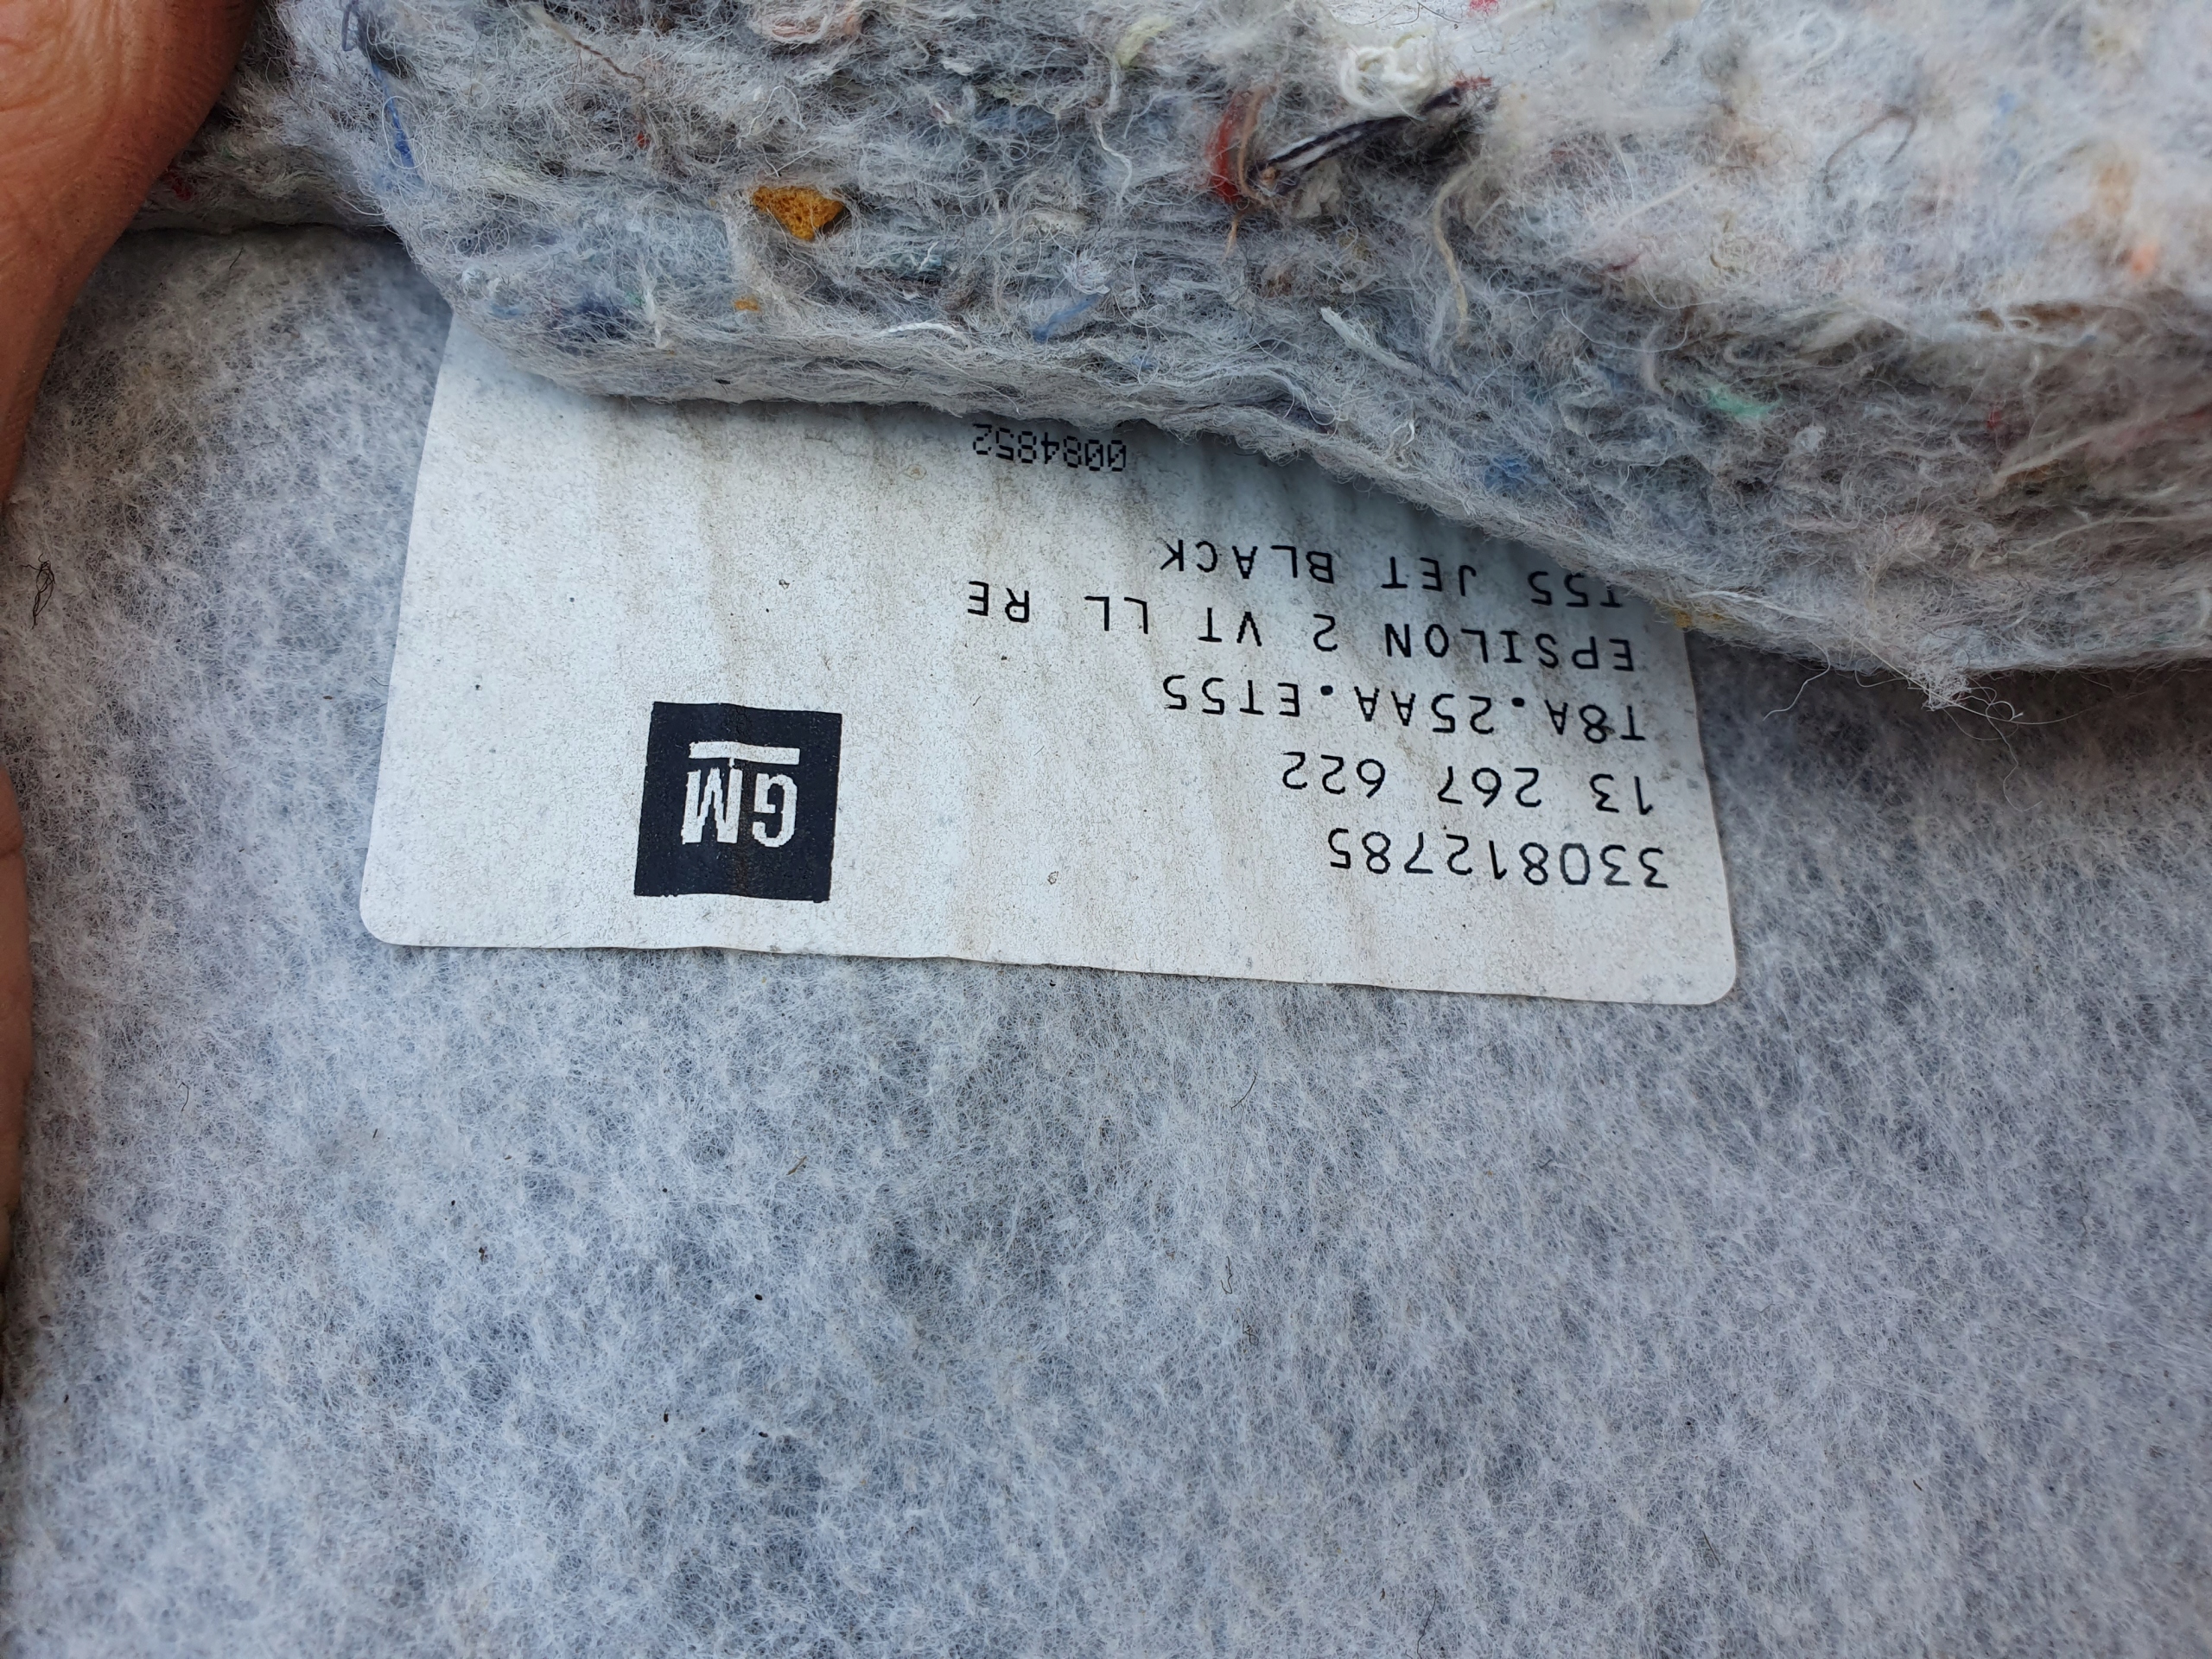 330812785
13 267 622
T8A.25AA.ET55
EPSILON 2 VT LL RE
T55 JET BLACK
0084852
GM